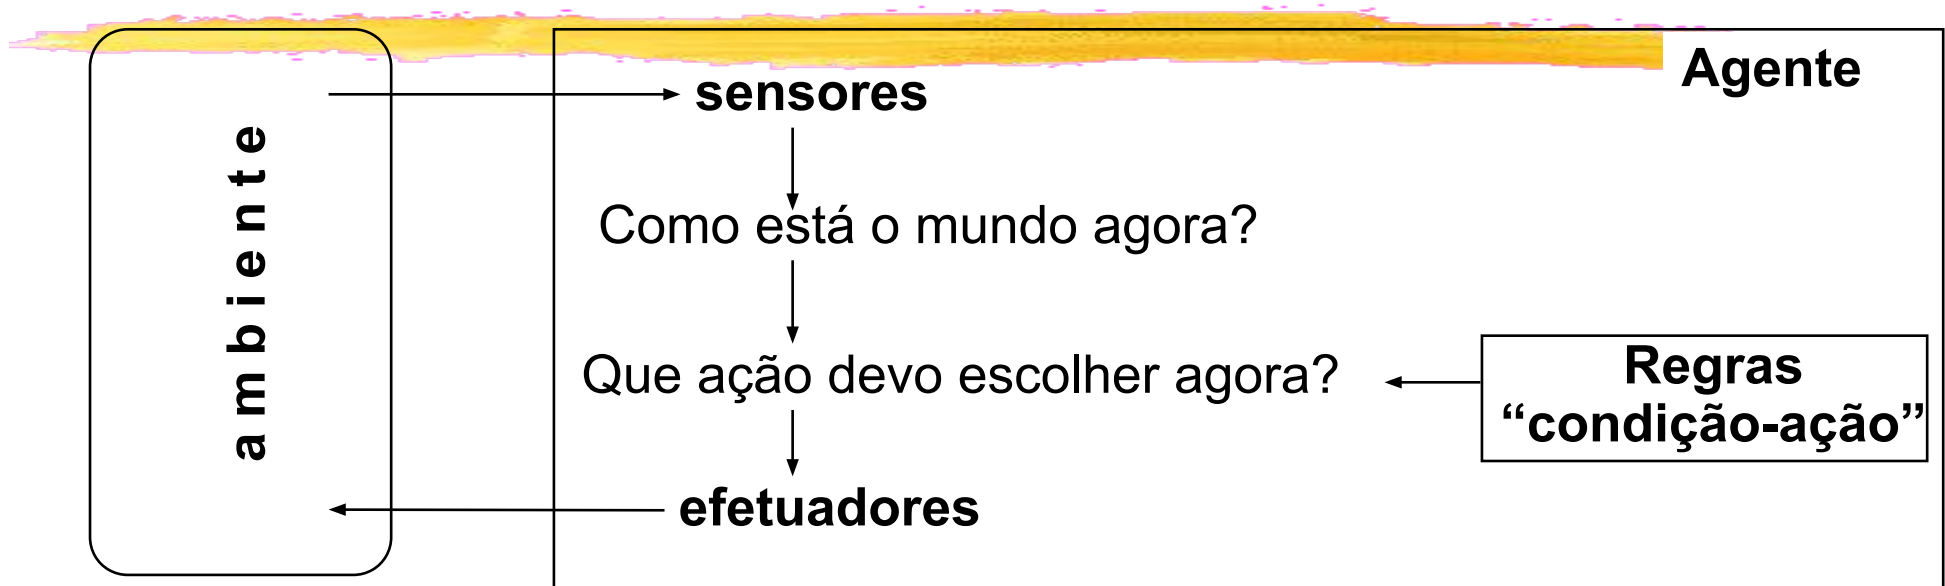 Agente
sensores
ambiente
Como está o mundo agora?
Que ação devo escolher agora?
Regras
“condição-ação”
efetuadores